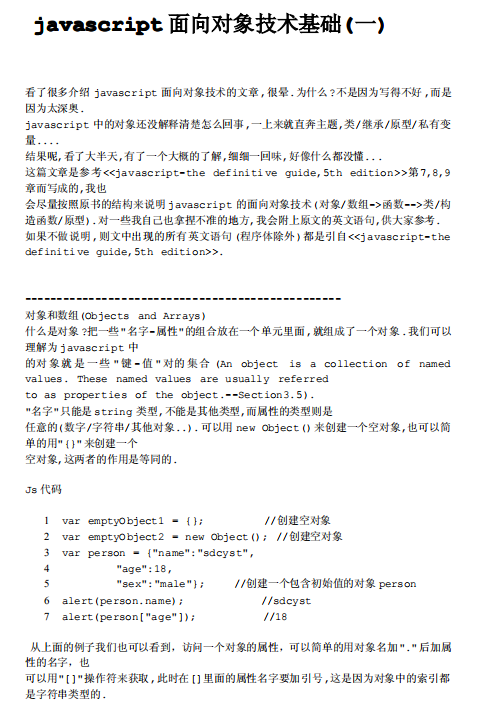 javascript 面向对象技术基础(一)
看了很多介绍 javascript 面向对象技术的文章,很晕.为什么?不是因为写得不好,而是
因为太深奥.
javascript 中的对象还没解释清楚怎么回事,一上来就直奔主题,类/继承/原型/私有变
量....
结果呢,看了大半天,有了一个大概的了解,细细一回味,好像什么都没懂...
这篇文章是参考<<javascript-the definitive guide,5th edition>>第7,8,9
章而写成的,我也
会尽量按照原书的结构来说明 javascript 的面向对象技术(对象/数组->函数-->类/构
造函数/原型).对一些我自己也拿捏不准的地方,我会附上原文的英文语句,供大家参考.
如果不做说明,则文中出现的所有英文语句(程序体除外)都是引自<<javascript-the
definitive guide,5th edition>>.
-------------------------------------------------
对象和数组(Objects and Arrays)
什么是对象?把一些"名字-属性"的组合放在一个单元里面,就组成了一个对象.我们可以
理解为 javascript 中
的对象就是一些"键-值"对的集合(An object is a collection of named
values. These named values are usually referred
to as properties of the object.--Section3.5).
"名字"只能是 string 类型,不能是其他类型,而属性的类型则是
任意的(数字/字符串/其他对象..).可以用 new Object()来创建一个空对象,也可以简
单的用"{}"来创建一个
空对象,这两者的作用是等同的.
Js 代码
1 var emptyObject1 = {}; //创建空对象
2 var emptyObject2 = new Object(); //创建空对象
3 var person = {"name":"sdcyst",
4 "age":18,
5 "sex":"male"}; //创建一个包含初始值的对象 person
6 alert(person.name); //sdcyst
7 alert(person["age"]); //18
从上面的例子我们也可以看到，访问一个对象的属性，可以简单的用对象名加"."后加属
性的名字，也
可以用"[]"操作符来获取,此时在[]里面的属性名字要加引号,这是因为对象中的索引都
是字符串类型的.